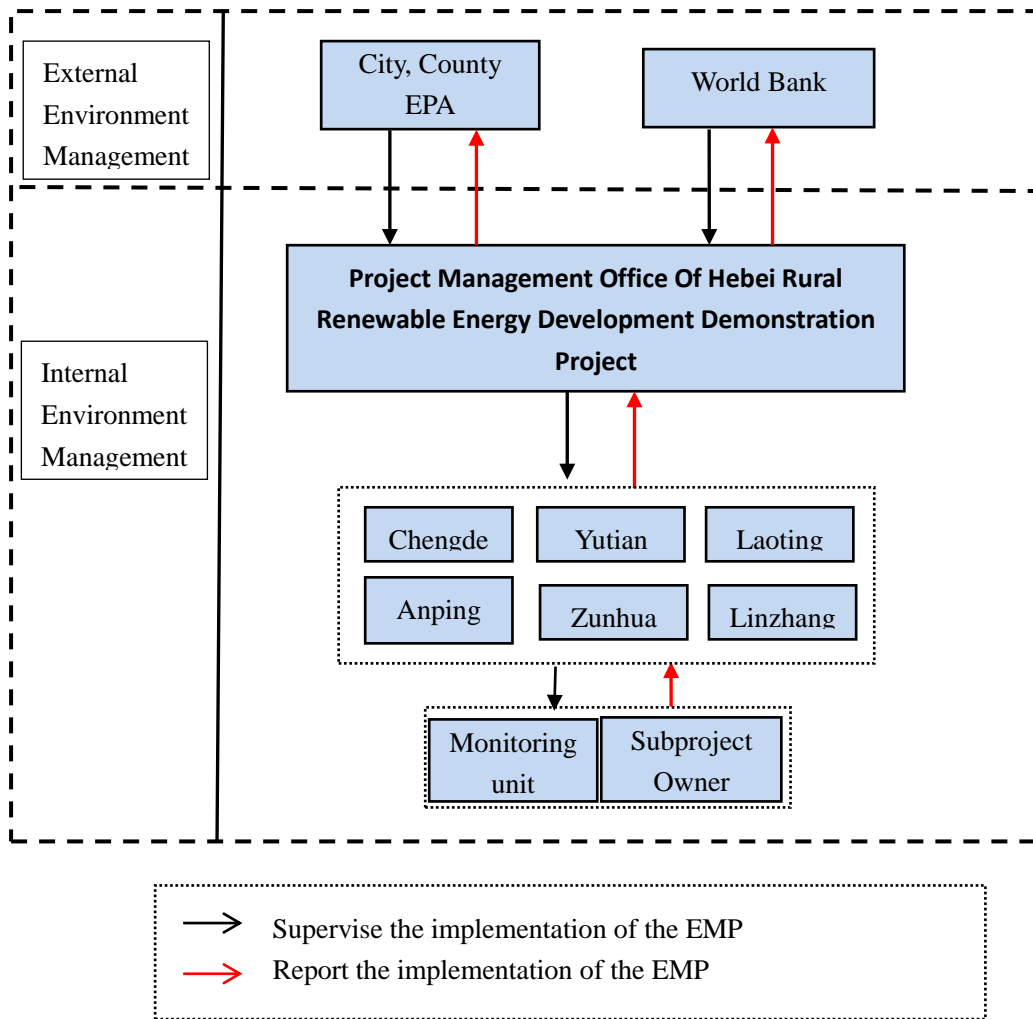 External
Environment
Management
City, County
EPA
World Bank
Internal
Environment
Management
Project Management Office Of Hebei Rural
Renewable Energy Development Demonstration
Project
Chengde
Yutian
Laoting
Anping
Zunhua
Linzhang
Monitoring
unit
Subproject
Owner
Supervise the implementation of the EMP
Report the implementation of the EMP